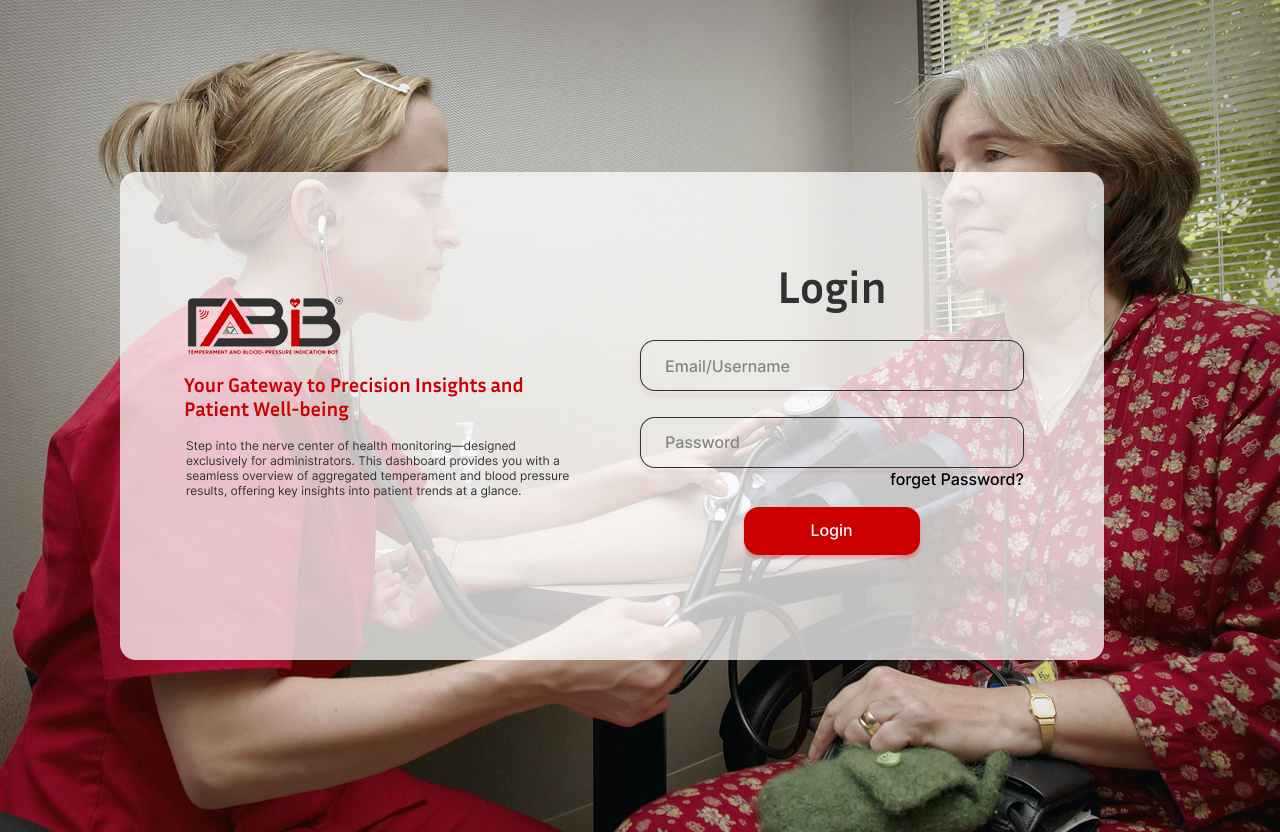 TABiB®
TEMPERAMENT AND BLOOD-PRESSURE INDICATION BOT
Your Gateway to Precision Insights and
Patient Well-being
Step into the nerve center of health monitoring—designed
exclusively for administrators. This dashboard provides you with a
seamless overview of aggregated temperament and blood pressure
results, offering key insights into patient trends at a glance.
Login
Email/Username
Password
forget Password?
Login